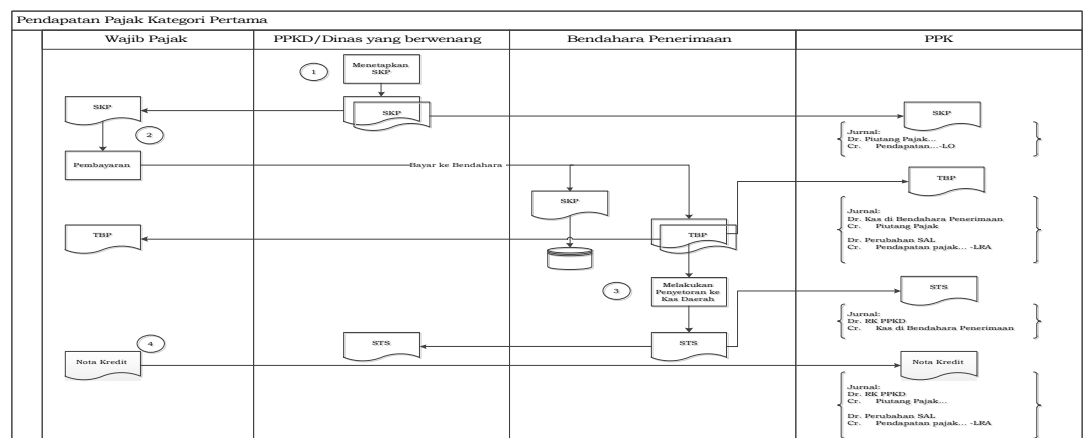 Pendapatan Pajak Kategori Pertama
Wajib Pajak
PPKD/Dinas yang berwenang
Bendahara Penerimaan
PPK
1
Menetapkan
SKP
SKP
SKP
SKP
Jurnal:
Dr. Piutang Pajak...
Cr. Pendapatan...-LO
2
Pembayaran
Bayar ke Bendahara
SKP
TBP
Jurnal:
Dr. Kas di Bendahara Penerimaan
Cr. Piutang Pajak
Dr. Perubahan SAL
Cr. Pendapatan pajak... -LRA
TBP
TBP
3
Melakukan
Penyetoran ke
Kas Daerah
STS
Jurnal:
Dr. RK PPKD
Cr. Kas di Bendahara Penerimaan
STS
STS
4
Nota Kredit
Nota Kredit
Jurnal:
Dr. RK PPKD
Cr. Piutang Pajak...
Dr. Perubahan SAL
Cr. Pendapatan pajak... -LRA